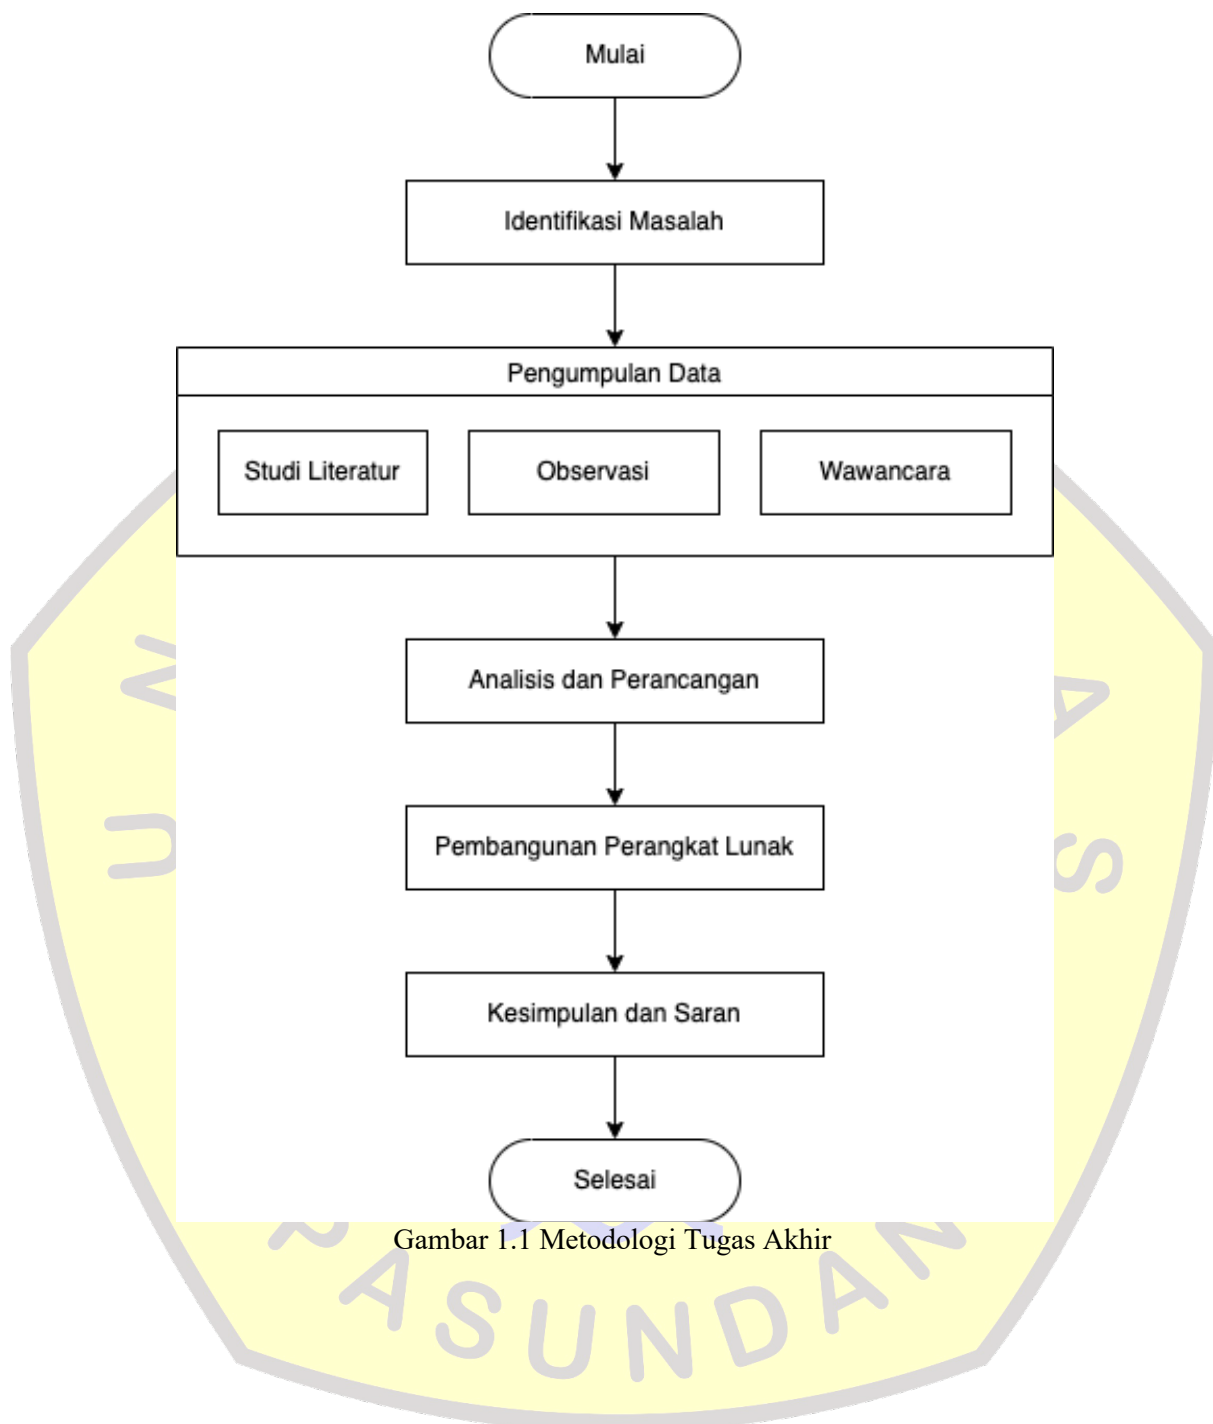 Mulai
Identifikasi Masalah
Pengumpulan Data
Studi Literatur
Observasi
Wawancara
Analisis dan Perancangan
Pembangunan Perangkat Lunak
Kesimpulan dan Saran
Selesai
Gambar 1.1 Metodologi Tugas Akhir
PASUNDAN